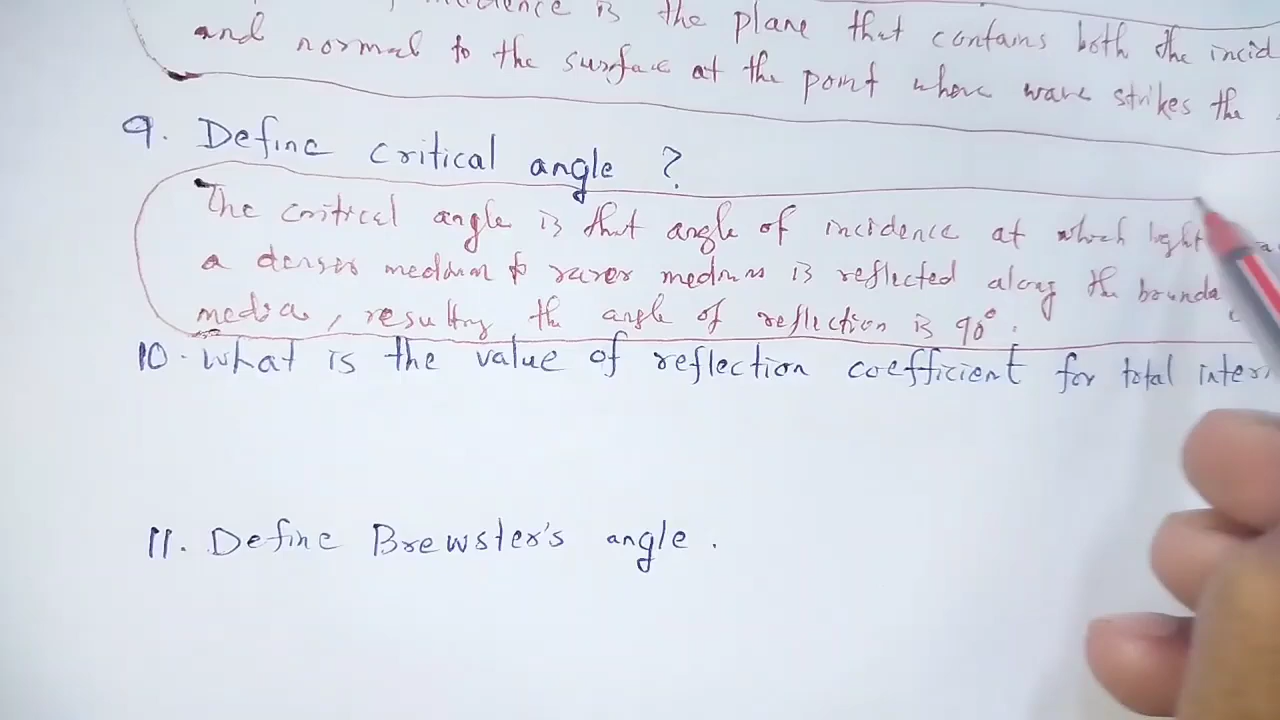 is the plane that contains both the incid
and normal to the surface at the point where wave strikes the
9. Define critical angle ?
The critical angle is that angle of incidence at which light
a denser medium to rarer medium is reflected along the bounda
media, resulting the angle of reflection is 90°.
10. What is the value of reflection coefficient for total inter
11. Define Brewster's angle.